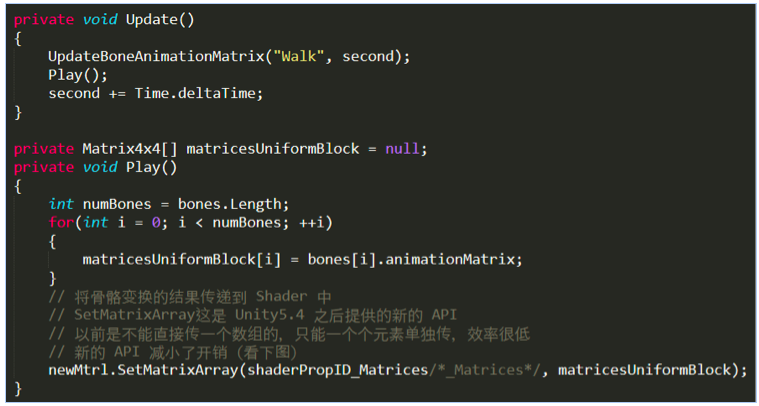 private void Update()
{
    UpdateBoneAnimationMatrix("Walk", second);
    Play();
    second += Time.deltaTime;
}

private Matrix4x4[] matricesUniformBlock = null;
private void Play()
{
    int numBones = bones.Length;
    for(int i = 0; i < numBones; ++i)
    {
        matricesUniformBlock[i] = bones[i].animationMatrix;
    }
    // 将骨骼变换的结果传递到 Shader 中
    // SetMatrixArray这是 Unity5.4 之后提供的新的 API
    // 以前是不能直接传一个数组的，只能一个个元素单独传，效率很低
    // 新的 API 减小了开销（看下图）
    newMtrl.SetMatrixArray(shaderPropID_Matrices/*_Matrices*/, matricesUniformBlock);
}